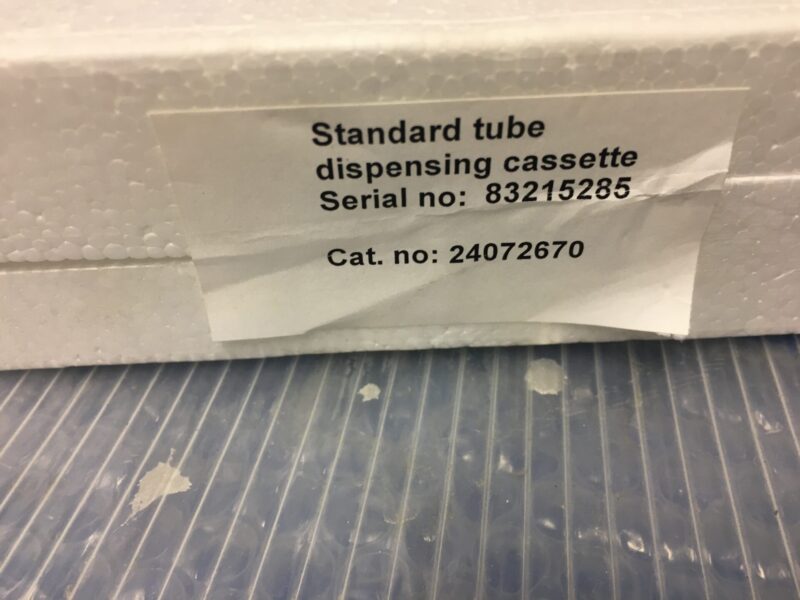 Standard tube
dispensing cassette
Serial no: 83215285
Cat. no: 24072670